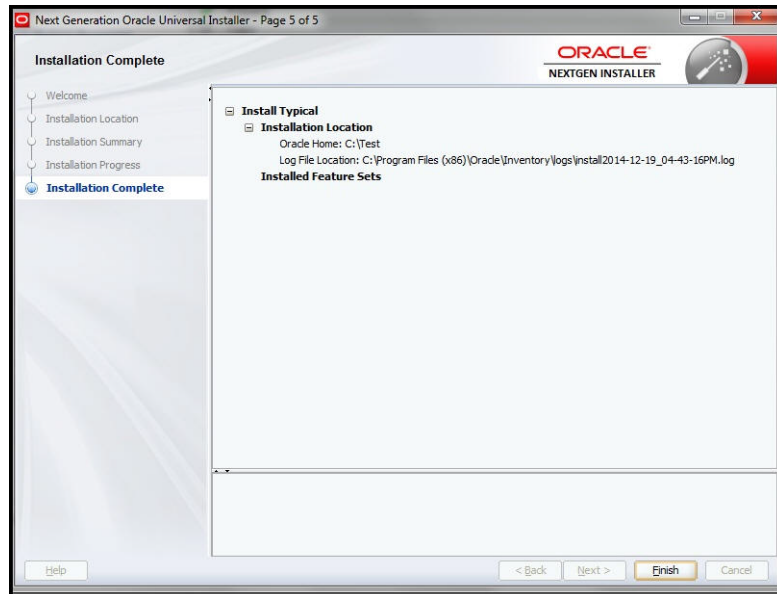 Next Generation Oracle Universal Installer - Page 5 of 5
Installation Complete
ORACLE
NEXTGEN INSTALLER
Welcome
Installation Location
Installation Summary
Installation Progress
Installation Complete
Install Typical
Installation Location
Oracle Home: C:\Test
Log File Location: C:\Program Files (x86)\Oracle\Inventory\logs\install2014-12-19_04-43-16PM.log
Installed Feature Sets
Help
< Back
Next >
Finish
Cancel